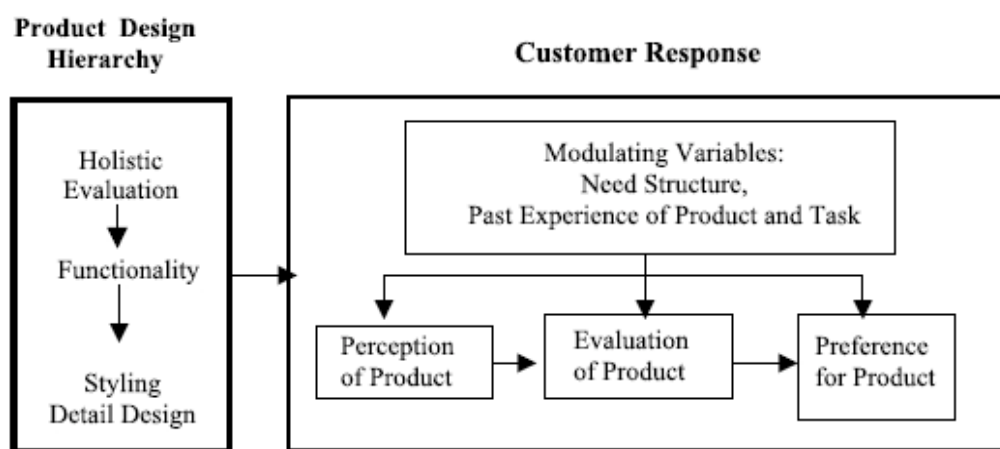 Product Design
Hierarchy
Customer Response
Holistic
Evaluation
Functionality
Styling
Detail Design
Modulating Variables:
Need Structure,
Past Experience of Product and Task
Perception
of Product
Evaluation
of Product
Preference
for Product